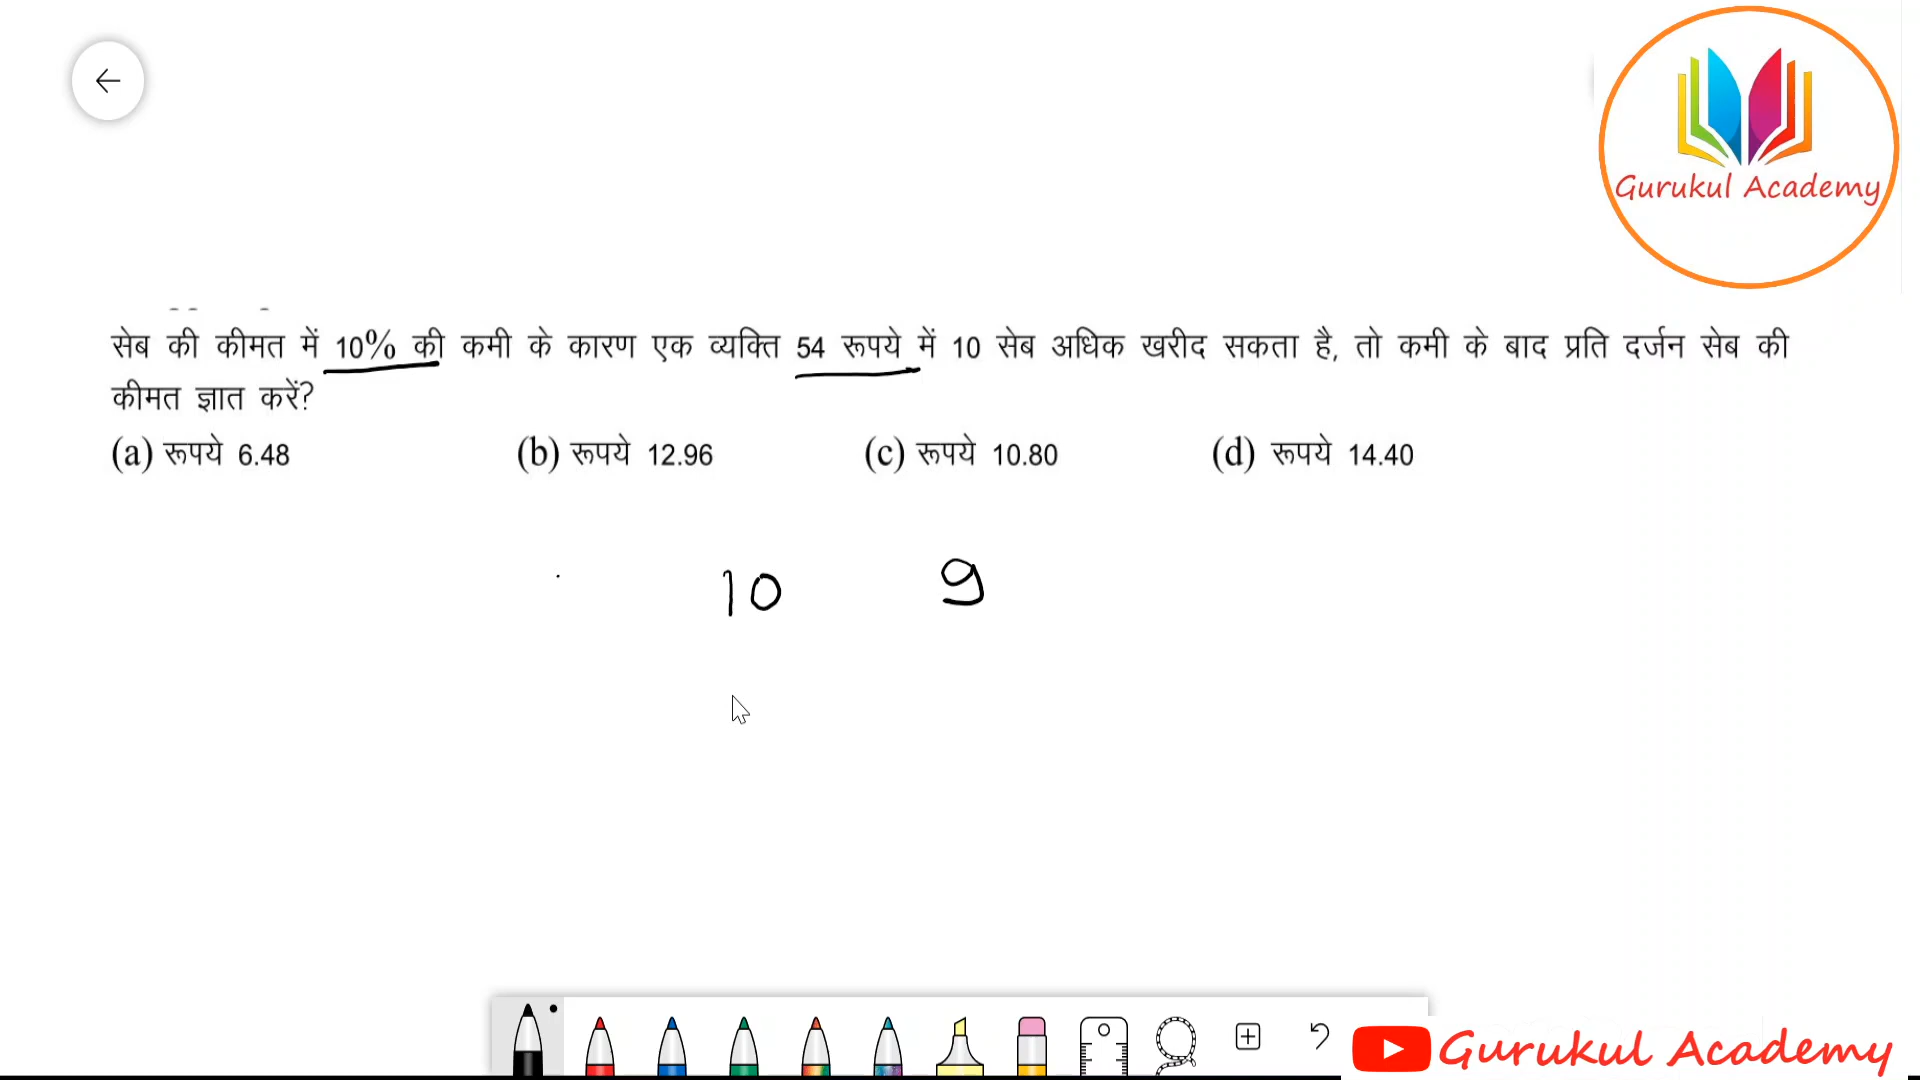 Gurukul Academy
सेब की कीमत में 10% की कमी के कारण एक व्यक्ति 54 रूपये में 10 सेब अधिक खरीद सकता है, तो कमी के बाद प्रति दर्जन सेब की
कीमत ज्ञात करें?
(a) रूपये 6.48 (b) रूपये 12.96 (c) रूपये 10.80 (d) रूपये 14.40
10 9
Gurukul Academy